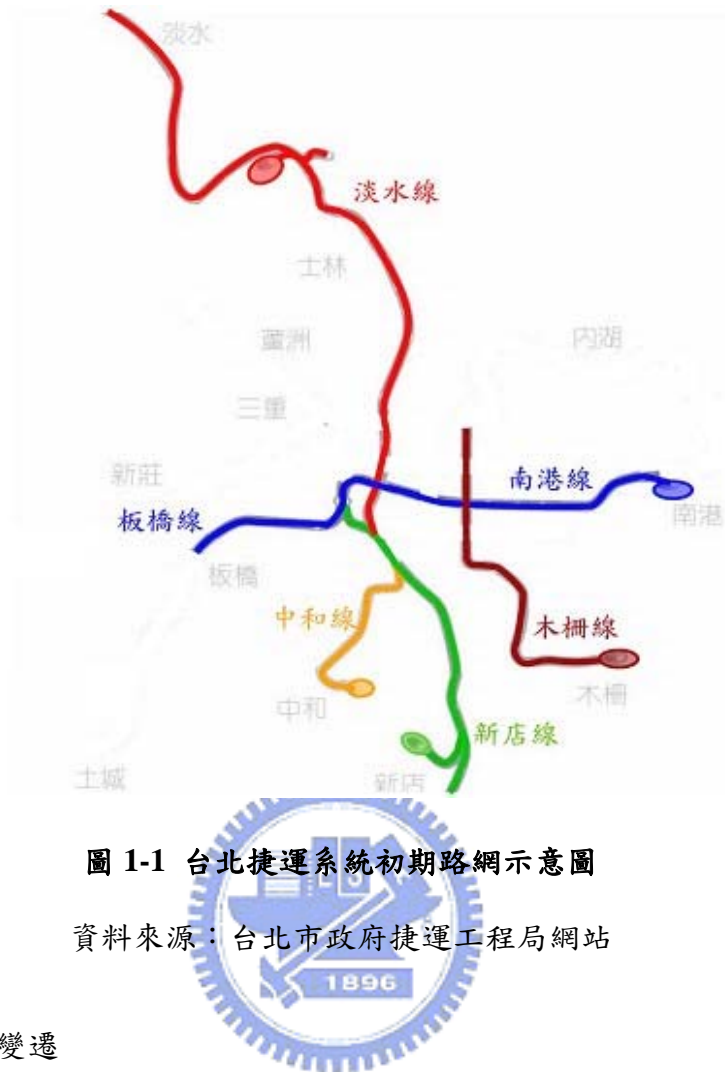 淡水
淡水線
士林
蘆洲
內湖
三重
新莊
南港線
板橋線
南港
板橋
中和線
木柵線
木柵
中和
新店線
土城
新店
圖 1-1 台北捷運系統初期路網示意圖
資料來源：台北市政府捷運工程局網站
1896
變遷